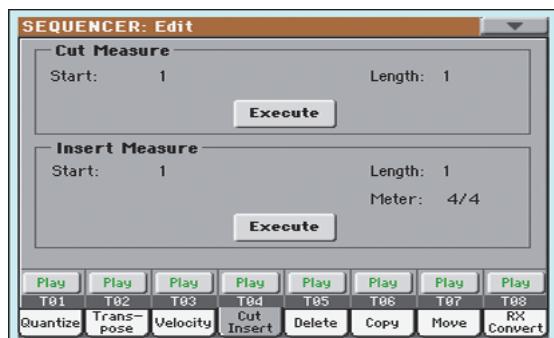 SEQUENCER: Edit
Cut Measure
Start: 1 Length: 1
Execute
Insert Measure
Start: 1 Length: 1
Meter: 4/4
Execute
Play Play Play Play Play Play Play Play
T01 T02 T03 T04 T05 T06 T07 T08
Quantize Trans- Velocity Cut Delete Copy Move RX
pose Insert Convert